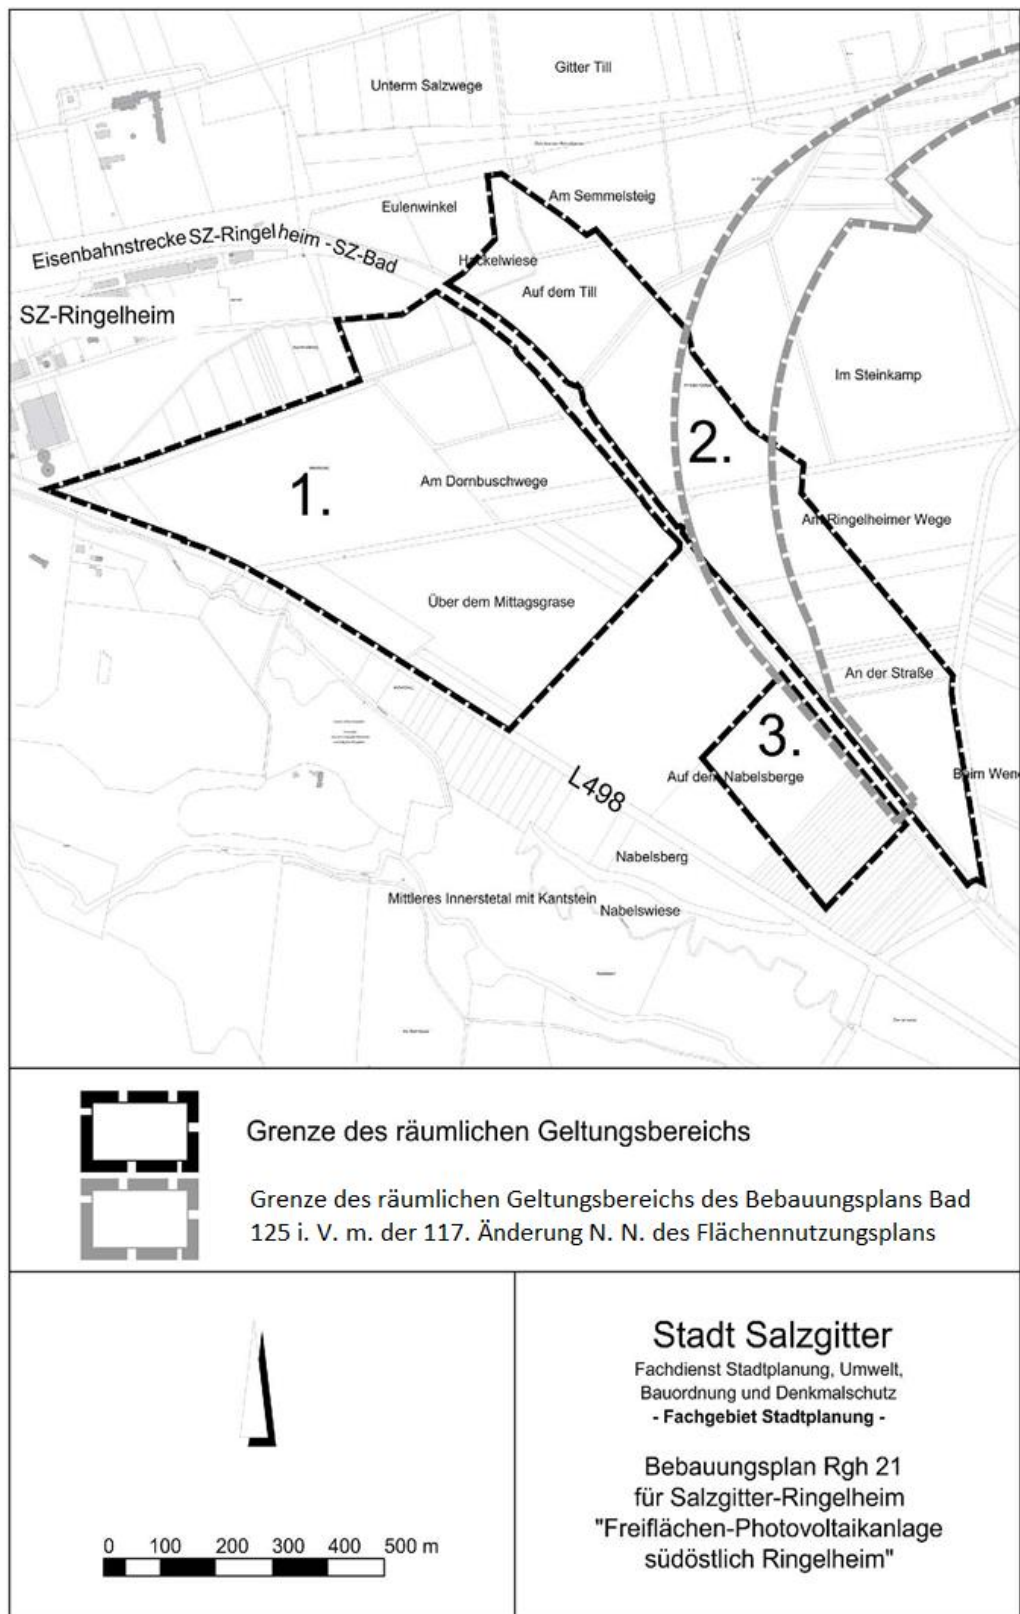 Gitter Till
Unterm Salzwege
Am Semmelsteig
Eulenwinkel
Eisenbahnstrecke SZ-Ringelheim -SZ-Bad
Hackelwiese
Auf dem Till
SZ-Ringelheim
Im Steinkamp
2.
Am Dornbuschwege
1.
Am Ringelheimer Wege
Über dem Mittagsgrase
An der Straße
3.
Auf dem Nabelsberge
Beim Wend
L498
Nabelsberg
Mittleres Innerstetal mit Kantstein
Nabelswiese
Grenze des räumlichen Geltungsbereichs
Grenze des räumlichen Geltungsbereichs des Bebauungsplans Bad
125 i. V. m. der 117. Änderung N. N. des Flächennutzungsplans
0 100 200 300 400 500 m
Stadt Salzgitter
Fachdienst Stadtplanung, Umwelt,
Bauordnung und Denkmalschutz
- Fachgebiet Stadtplanung -
Bebauungsplan Rgh 21
für Salzgitter-Ringelheim
"Freiflächen-Photovoltaikanlage
südöstlich Ringelheim"